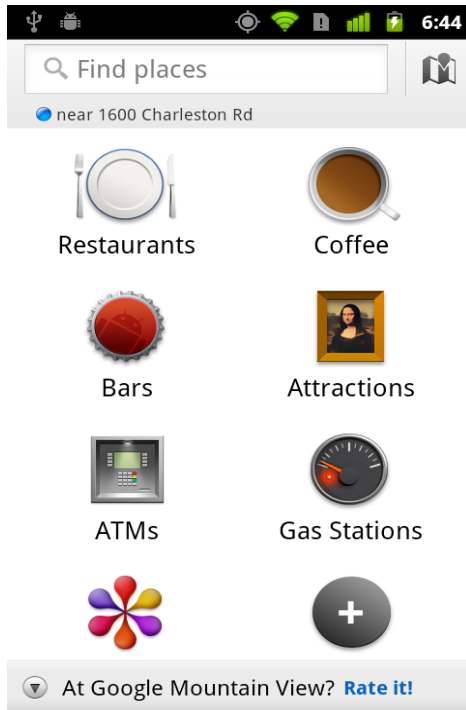 6:44
Find places
near 1600 Charleston Rd
Restaurants
Coffee
Bars
Attractions
ATMs
Gas Stations
At Google Mountain View? Rate it!